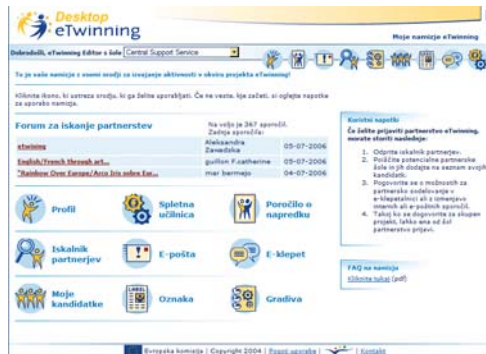 Desktop
eTwinning
Moje namizje eTwinning
Dobrodošli, eTwinning Editor s šole Central Support Service
To je vaše namizje z vsemi orodji za izvajanje aktivnosti v okviru projekta eTwinning!
Kliknite ikono, ki ustreza orodju, ki ga želite uporabljati. Če ne veste, kje začeti, si oglejte napotke
za uporabo namizja.
Forum za iskanje partnerstev
Na voljo je 367 sporočil.
Zadnja sporočila:
etwining Aleksandra Zawadzka 05-07-2006
English/French through art... guillon F.catherine 05-07-2006
"Rainbow Over Europe/Arco Iris sobre Eur... mar bermejo 04-07-2006
Profil
Spletna
učilnica
Poročilo o
napredku
Iskalnik
partnerjev
E-pošta
E-klepet
Moje
kandidatke
LABEL
Oznaka
Gradiva
Koristni napotki
Če želite prijaviti partnerstvo eTwinning,
morate storiti naslednje:
1. Odprite iskalnik partnerjev.
2. Poiščite potencialne partnerske
šole in jih dodajte na seznam svojih
kandidatk.
3. Pogovorite se o možnostih za
partnersko sodelovanje v
e-klepetalnici ali z izmenjavo
internih ali e-poštnih sporočil.
4. Takoj ko se dogovorite za skupen
projekt, lahko ena od šol
partnerstvo prijavi.
FAQ na namizju
Kliknite tukaj (pdf)
Evropska komisija | Copyright 2004 | Pogoji uporabe | Kontakt